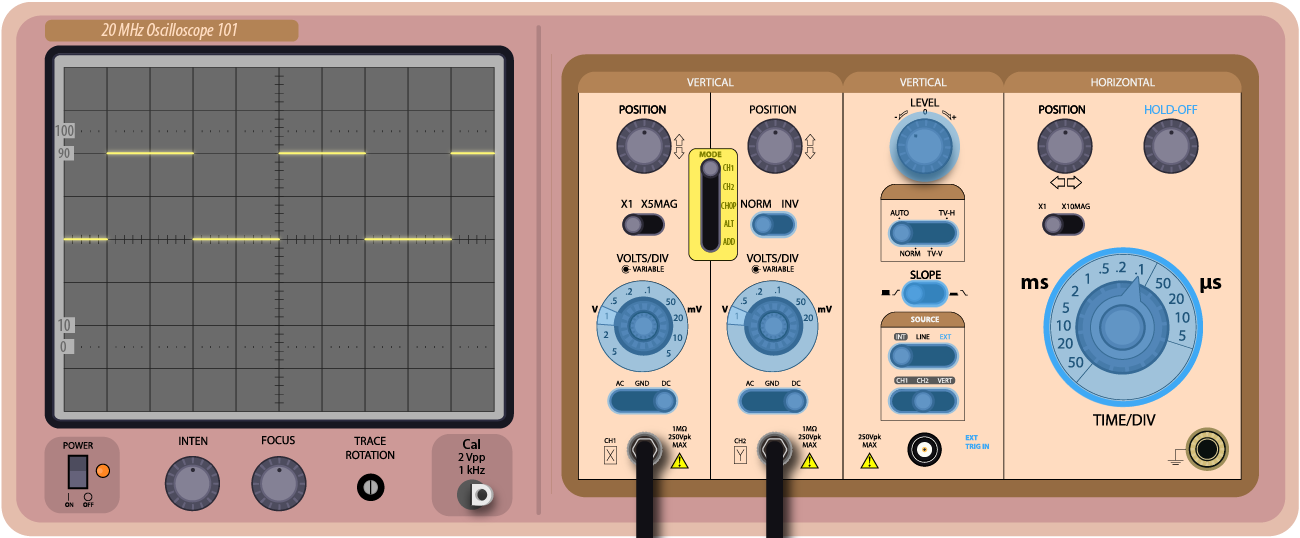 20 MHz Oscilloscope 101
100
90
10
0
POWER
ON OFF
INTEN
FOCUS
TRACE
ROTATION
Cal
2 Vpp
1 kHz
VERTICAL
POSITION
POSITION
MODE
CH1
CH2
CHOP
ALT
ADD
X1 X5MAG
NORM INV
VOLTS/DIV
VARIABLE
V
mV
.5 .2 .1 50 20 10 5
1 2 5
VOLTS/DIV
VARIABLE
V
mV
.5 .2 .1 50 20
1
5
AC GND DC
AC GND DC
CH1
X
1MΩ
250Vpk
MAX
CH2
Y
1MΩ
250Vpk
MAX
VERTICAL
LEVEL
- 0 +
AUTO TV-H
NORM TV-V
SLOPE
SOURCE
INT LINE EXT
CH1 CH2 VERT
250Vpk
MAX
EXT
TRIG IN
HORIZONTAL
POSITION
HOLD-OFF
X1 X10MAG
ms
µs
.5 .2 .1 50 20 10 5
1 2 5 10 20 50
TIME/DIV